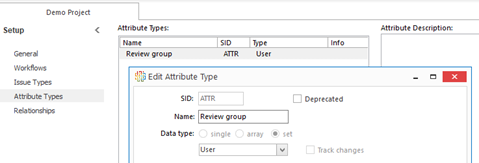 Demo Project
Setup
General
Workflows
Issue Types
Attribute Types
Relationships
Attribute Types:
Name SID Type Info
Review group ATTR User
Attribute Description:
Edit Attribute Type
SID: ATTR Deprecated
Name: Review group
Data type: single array set
User Track changes